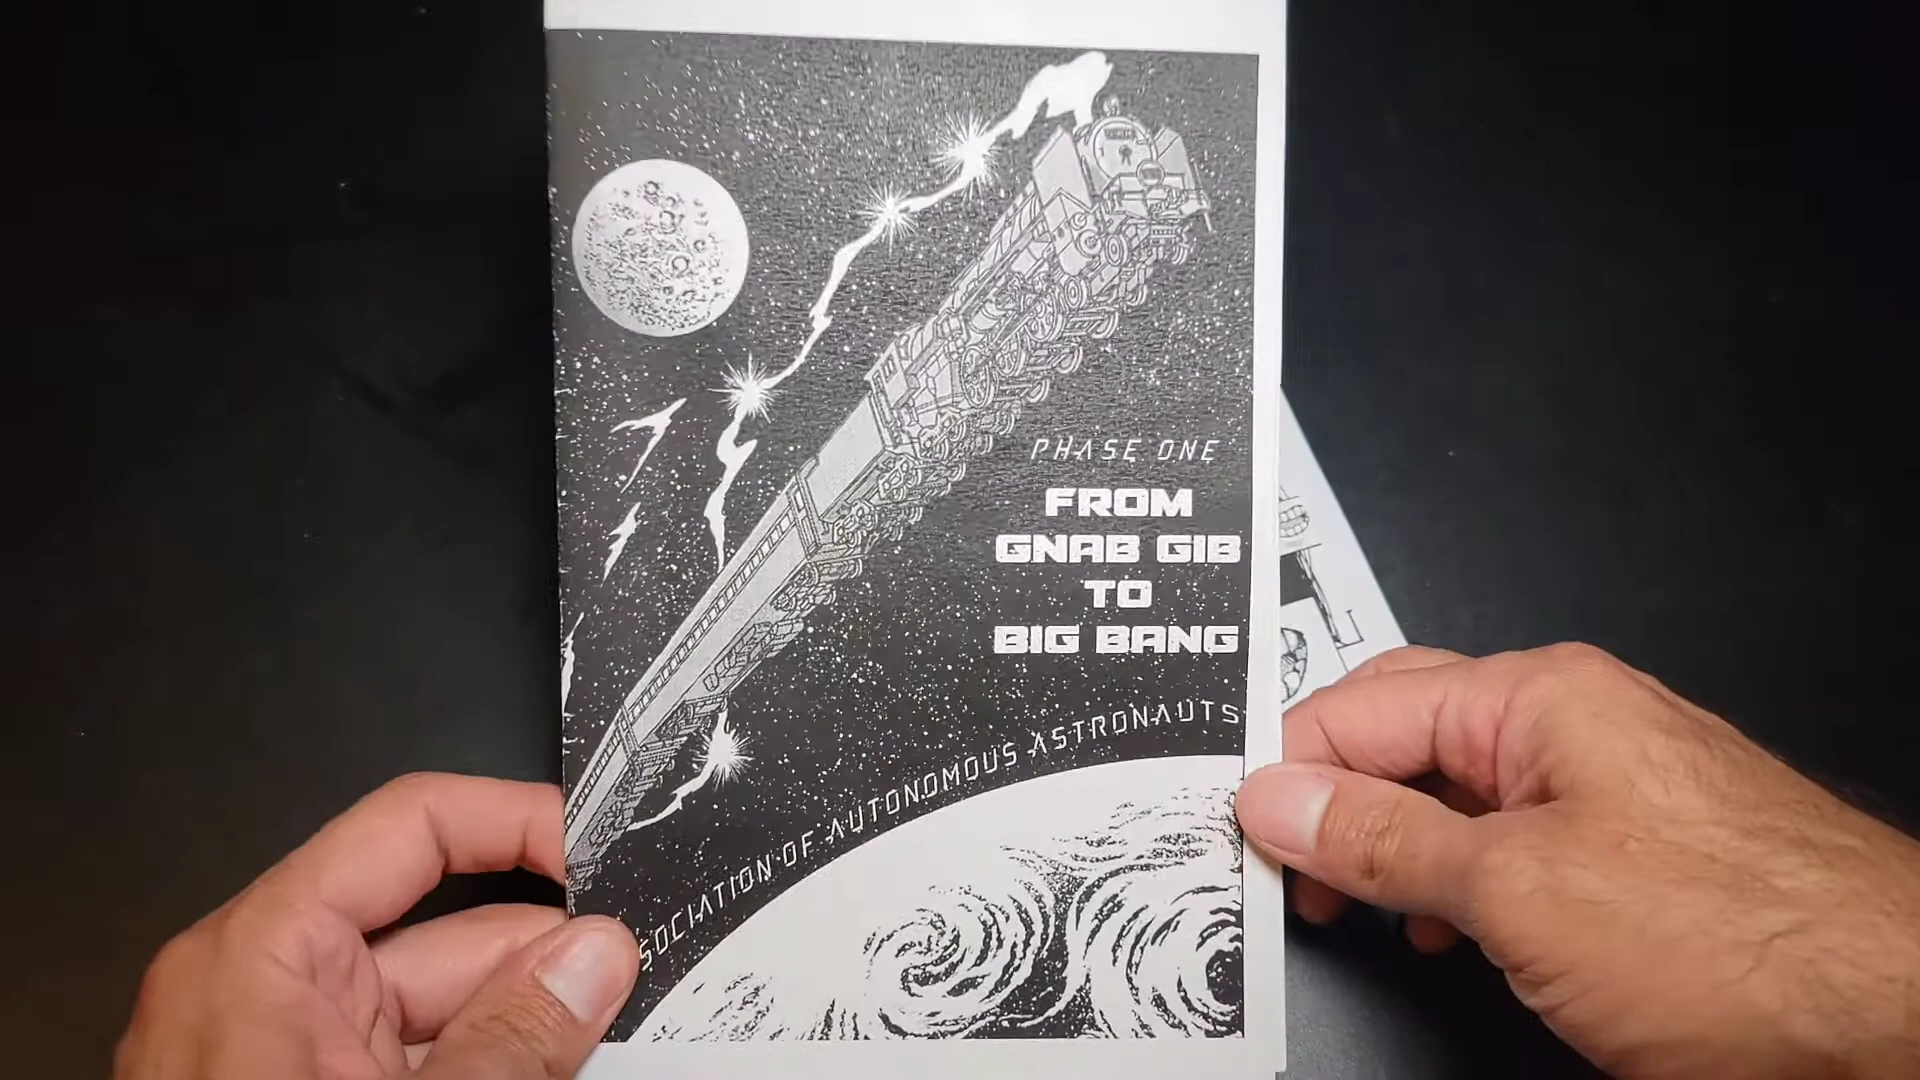 PHASE ONE
FROM
GNAB GIB
TO
BIG BANG
SOCIATION OF AUTONOMOUS ASTRONAUTS